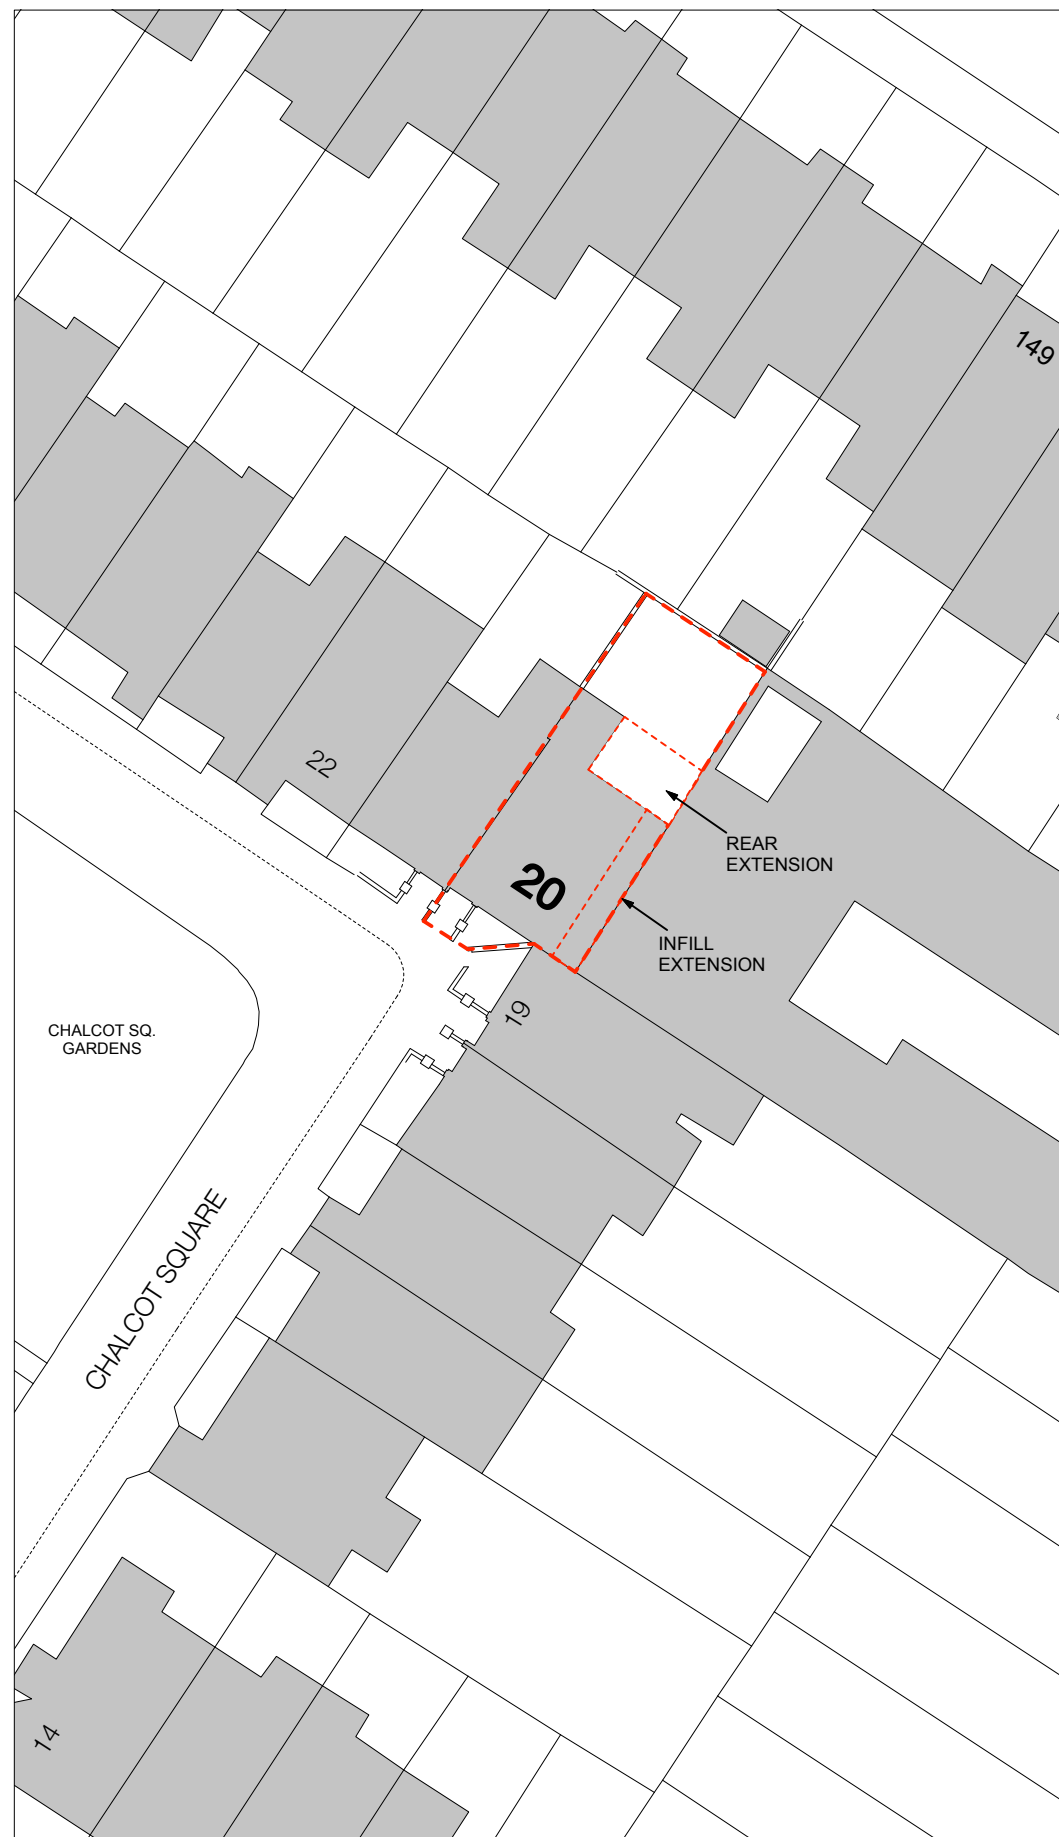 149
22
20
REAR
EXTENSION
INFILL
EXTENSION
19
CHALCOT SQ.
GARDENS
CHALCOT SQUARE
14